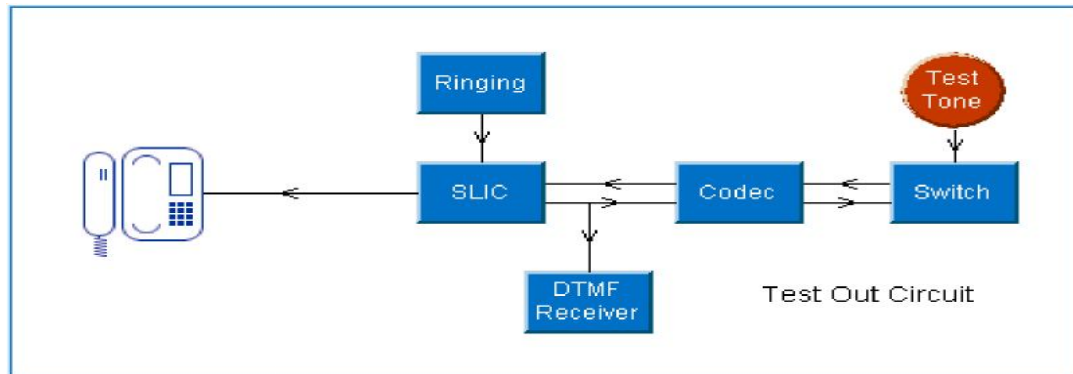 Ringing
Test
Tone
SLIC
Codec
Switch
DTMF
Receiver
Test Out Circuit